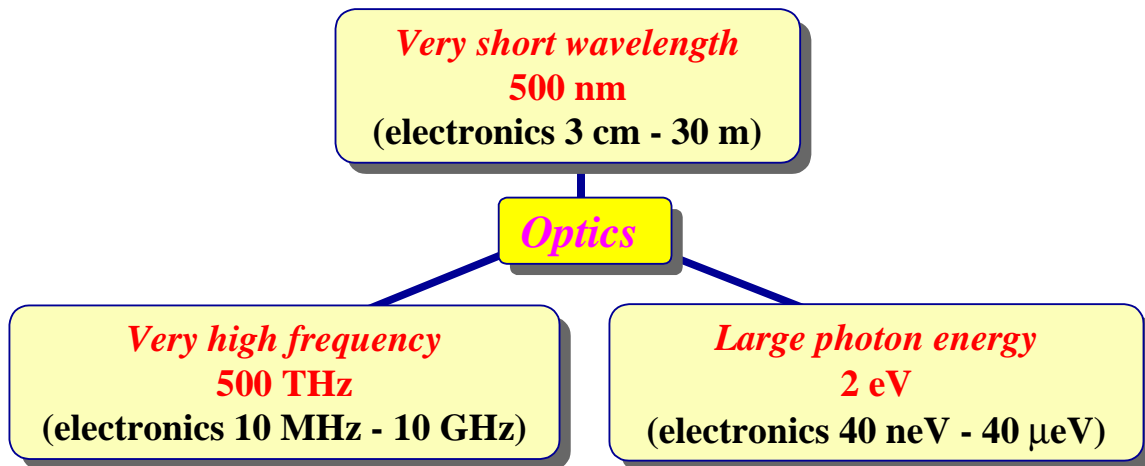 Very short wavelength
500 nm
(electronics 3 cm - 30 m)
Optics
Very high frequency
500 THz
(electronics 10 MHz - 10 GHz)
Large photon energy
2 eV
(electronics 40 neV - 40 μeV)